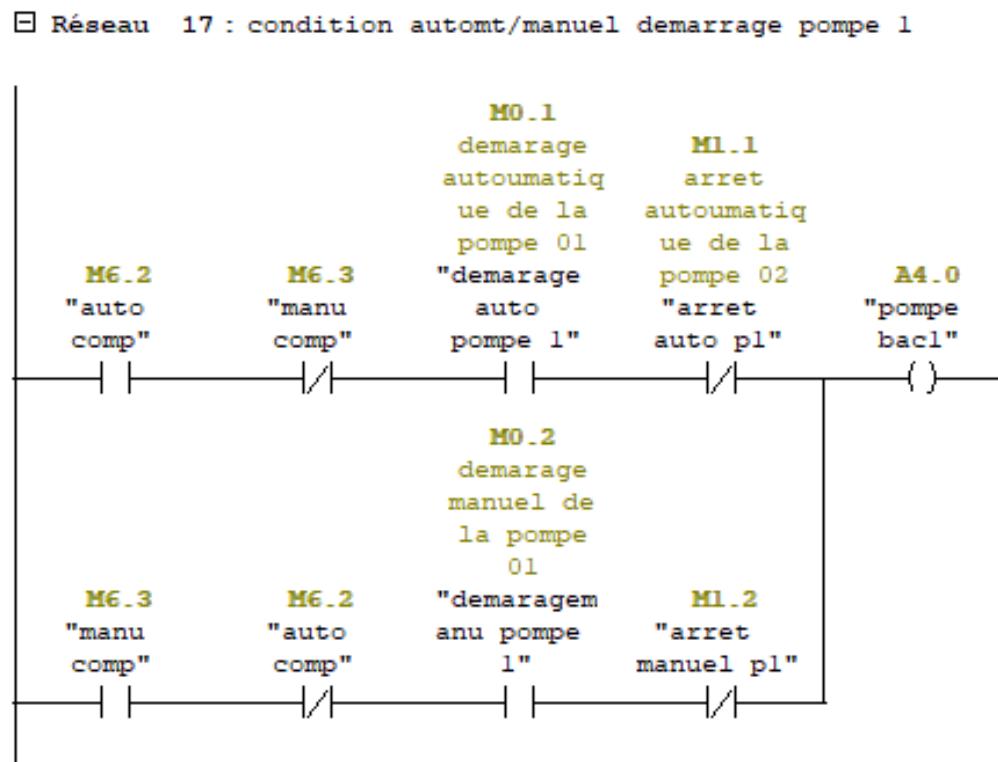 Réseau 17 : condition automt/manuel demarrage pompe 1
M0.1
demarage
autoumatiq
ue de la
pompe 01
"demarage
auto
pompe 1"
M1.1
arret
autoumatiq
ue de la
pompe 02
"arret
auto p1"
M6.2
"auto
comp"
M6.3
"manu
comp"
A4.0
"pompe
bac1"
M0.2
demarage
manuel de
la pompe
01
"demaragem
anu pompe
1"
M6.3
"manu
comp"
M6.2
"auto
comp"
M1.2
"arret
manuel p1"